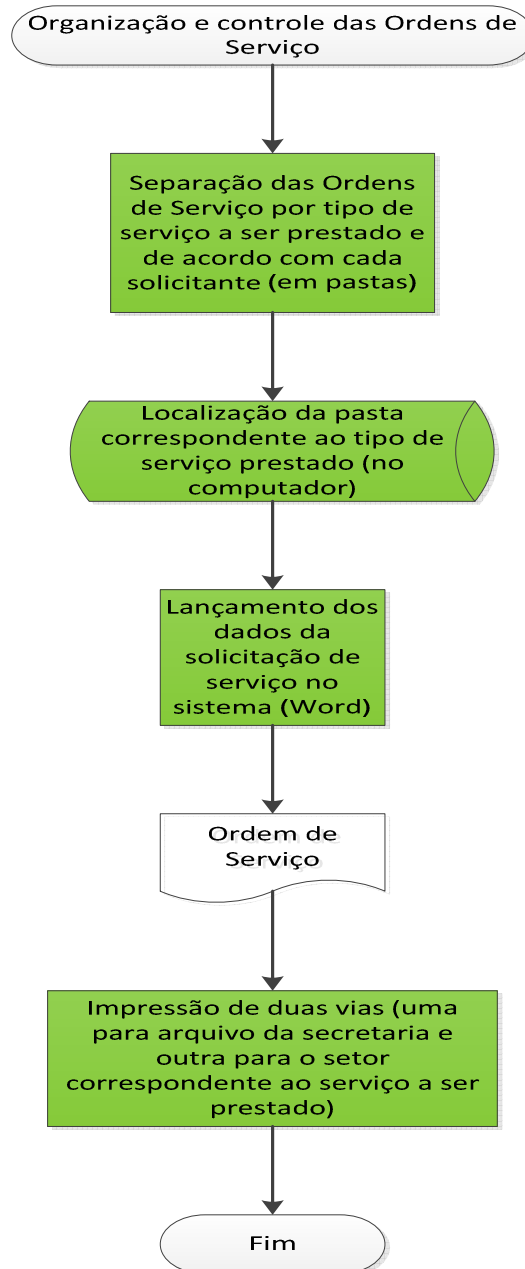 Organização e controle das Ordens de
Serviço
Separação das Ordens
de Serviço por tipo de
serviço a ser prestado e
de acordo com cada
solicitante (em pastas)
Localização da pasta
correspondente ao tipo de
serviço prestado (no
computador)
Lançamento dos
dados da
solicitação de
serviço no
sistema (Word)
Ordem de
Serviço
Impressão de duas vias (uma
para arquivo da secretaria e
outra para o setor
correspondente ao serviço a ser
prestado)
Fim